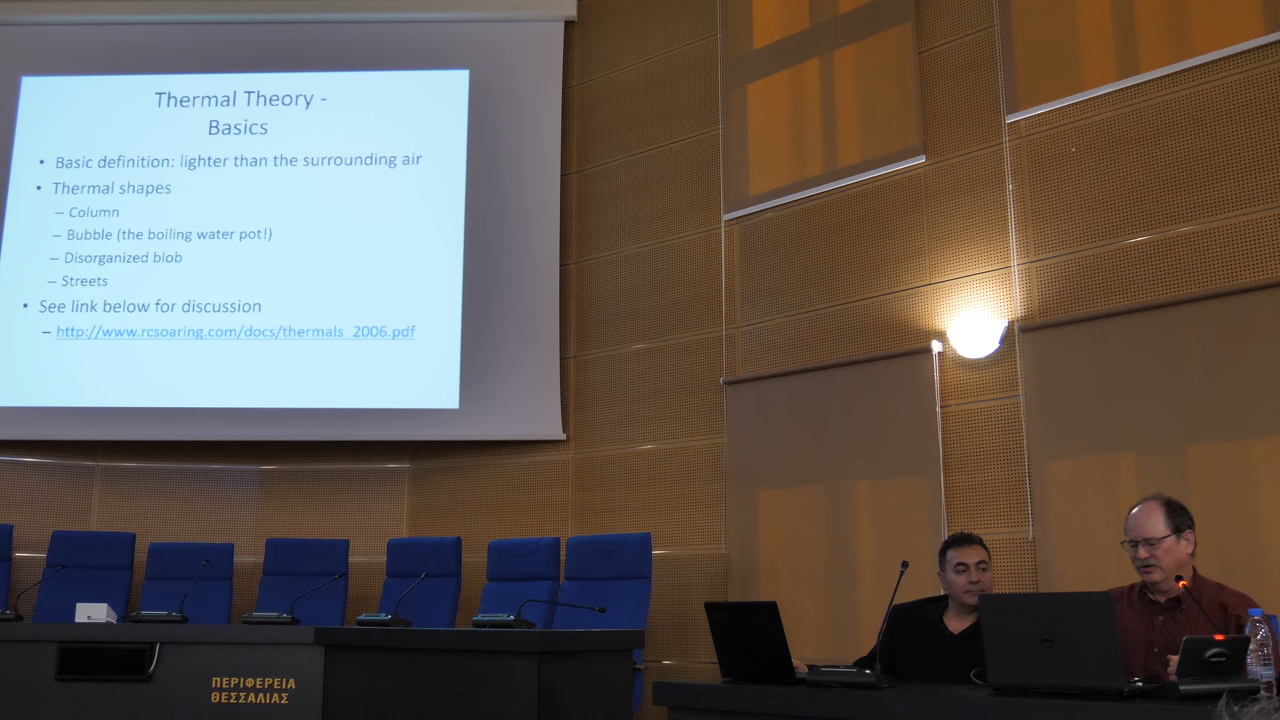 Thermal Theory -
Basics
• Basic definition: lighter than the surrounding air
• Thermal shapes
– Column
– Bubble (the boiling water pot!)
– Disorganized blob
– Streets
• See link below for discussion
– http://www.rcsoaring.com/docs/thermals_2006.pdf
ΠΕΡΙΦΕΡΕΙΑ
ΘΕΣΣΑΛΙΑΣ